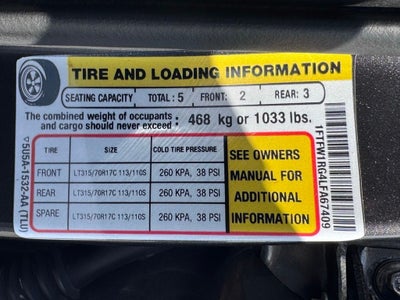 TIRE AND LOADING INFORMATION
SEATING CAPACITY TOTAL: 5 FRONT: 2 REAR: 3
The combined weight of occupants
and cargo should never exceed: 468 kg or 1033 lbs.
TIRE SIZE COLD TIRE PRESSURE
FRONT LT315/70R17C 113/110S 260 KPA, 38 PSI
REAR LT315/70R17C 113/110S 260 KPA, 38 PSI
SPARE LT315/70R17C 113/110S 260 KPA, 38 PSI
SEE OWNERS
MANUAL FOR
ADDITIONAL
INFORMATION
▽5U5A-1532-AA (TLU)
1FTFW1RG4LFA67409